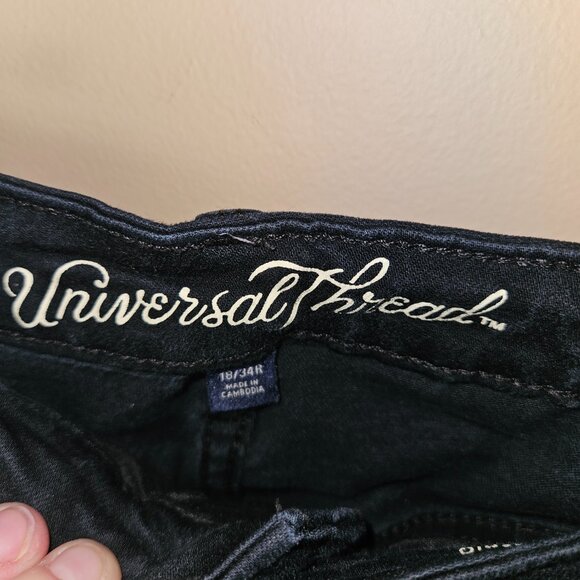 Universal Thread™
18/34R
MADE IN
CAMBODIA